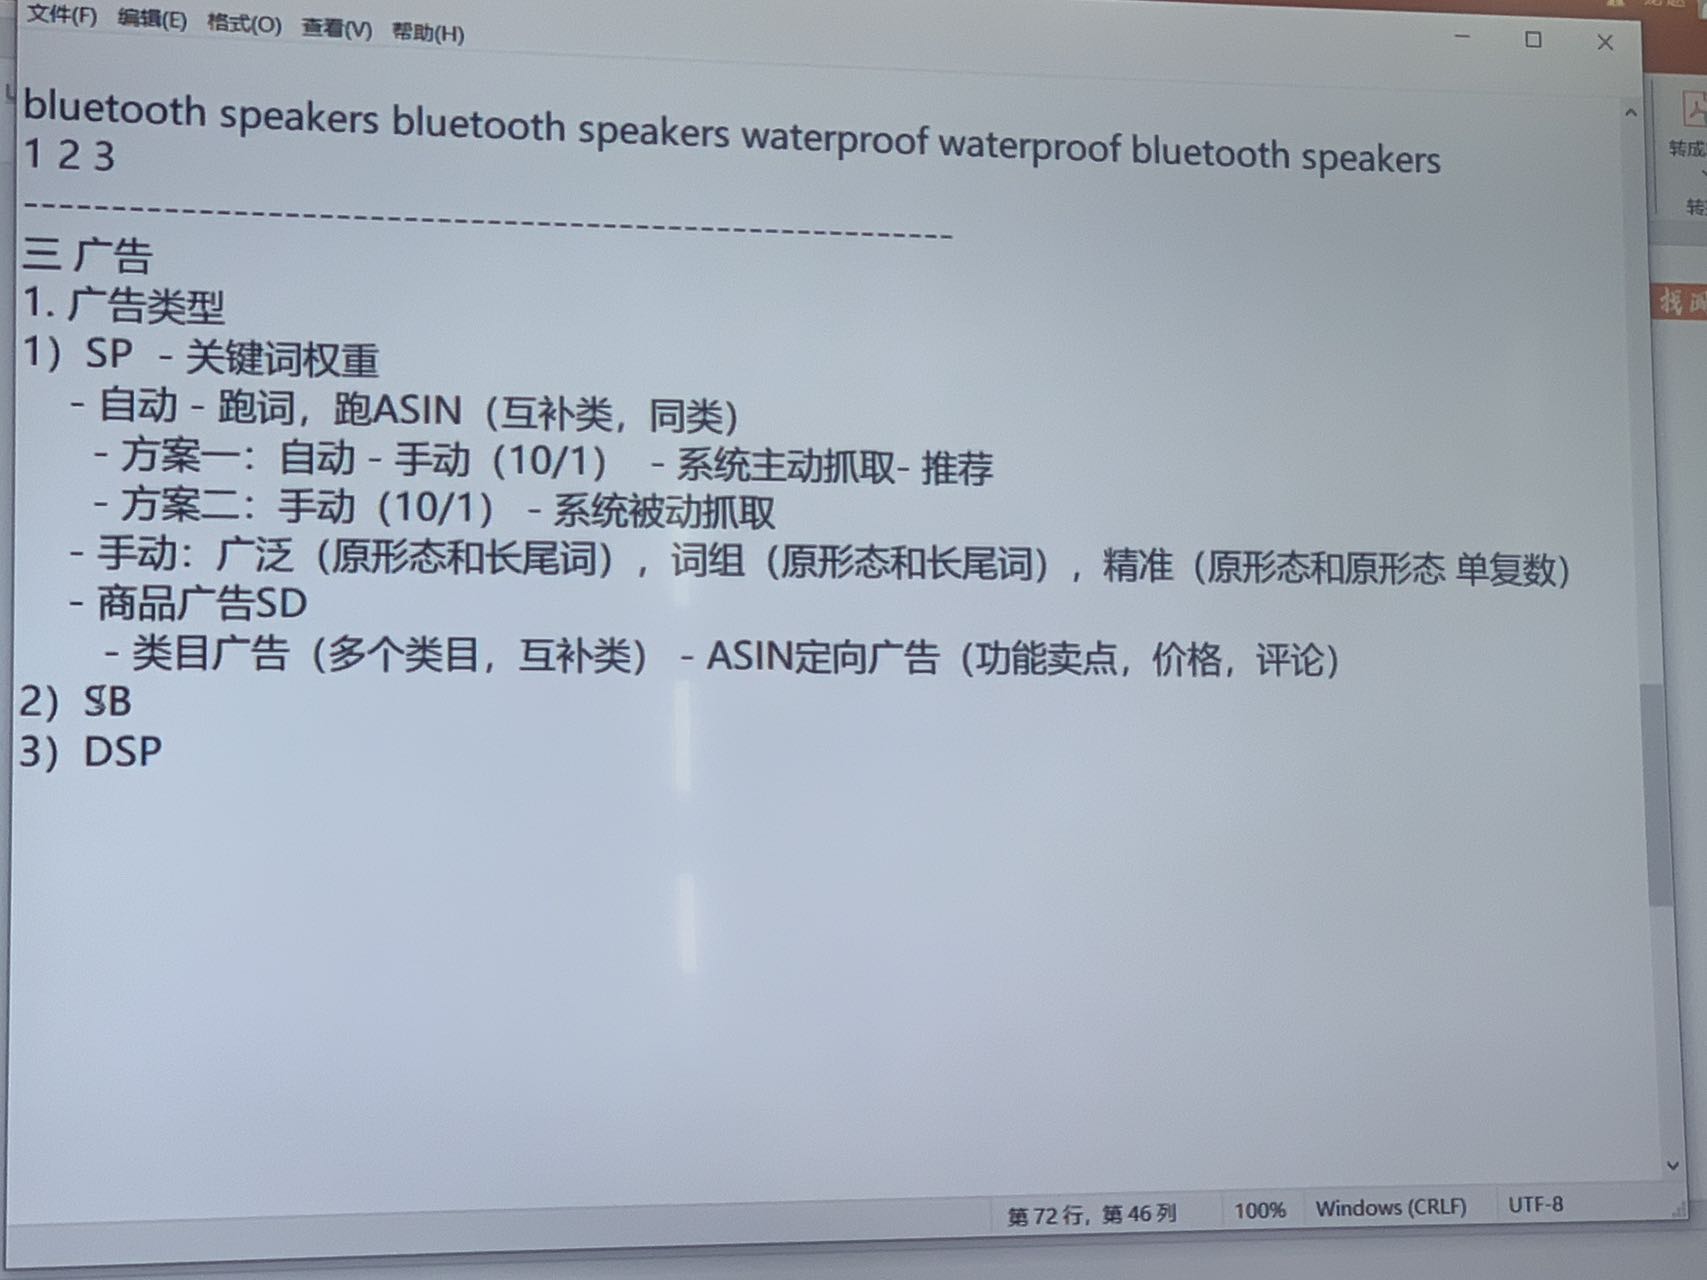 文件(F) 编辑(E) 格式(O) 查看(V) 帮助(H)
bluetooth speakers bluetooth speakers waterproof waterproof bluetooth speakers
1 2 3
----------------------------------------------------------------
三 广告
1. 广告类型
1）SP - 关键词权重
- 自动 - 跑词，跑ASIN（互补类，同类）
- 方案一：自动 - 手动（10/1） - 系统主动抓取- 推荐
- 方案二：手动（10/1） - 系统被动抓取
- 手动：广泛（原形态和长尾词），词组（原形态和长尾词），精准（原形态和原形态 单复数）
- 商品广告SD
- 类目广告（多个类目，互补类） - ASIN定向广告（功能卖点，价格，评论）
2）SB
3）DSP
转成
转
找
第 72 行，第 46 列 100% Windows (CRLF) UTF-8